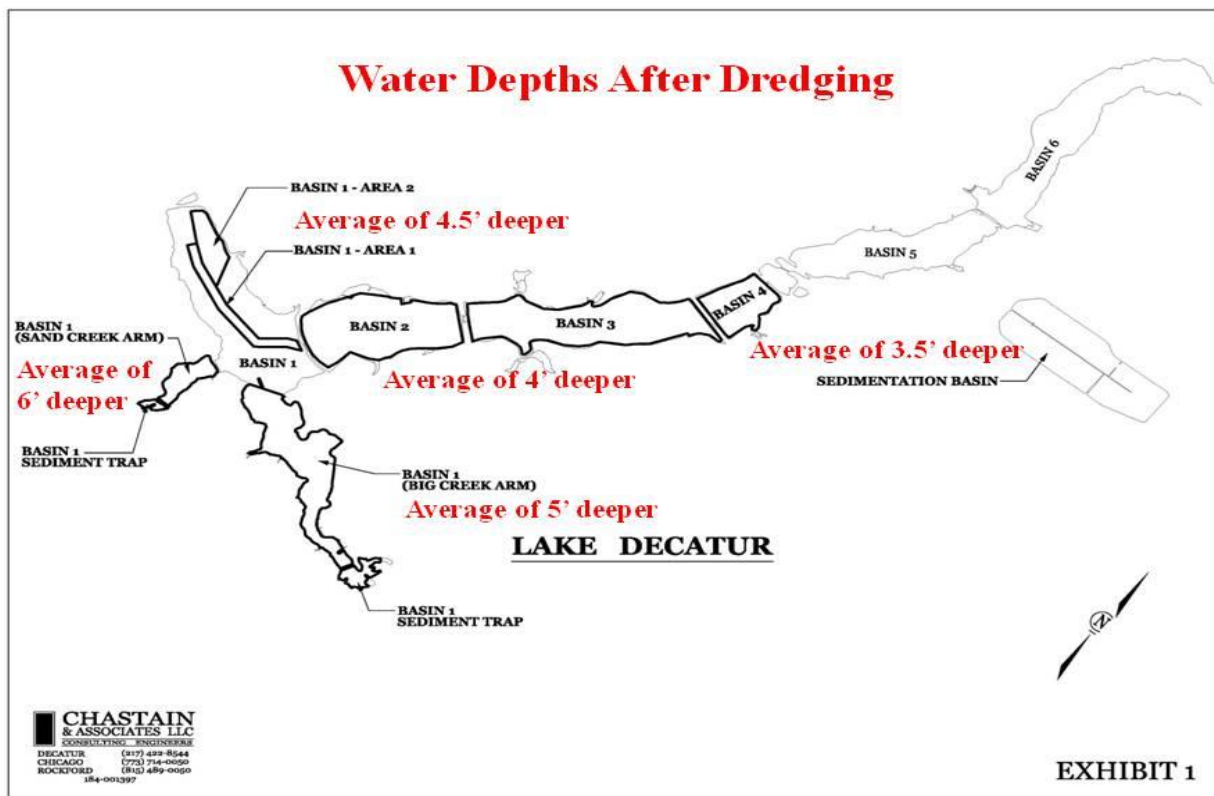 Water Depths After Dredging
BASIN 6
BASIN 1 - AREA 2
Average of 4.5’ deeper
BASIN 1 - AREA 1
BASIN 5
BASIN 4
BASIN 2
BASIN 3
BASIN 1
(SAND CREEK ARM)
BASIN 1
Average of
6’ deeper
Average of 4’ deeper
Average of 3.5’ deeper
SEDIMENTATION BASIN
BASIN 1
SEDIMENT TRAP
BASIN 1
(BIG CREEK ARM)
Average of 5’ deeper
LAKE DECATUR
BASIN 1
SEDIMENT TRAP
N
CHASTAIN
& ASSOCIATES LLC
CONSULTING ENGINEERS
DECATUR (217) 422-8544
CHICAGO (773) 714-0050
ROCKFORD (815) 489-0050
184-001397
EXHIBIT 1